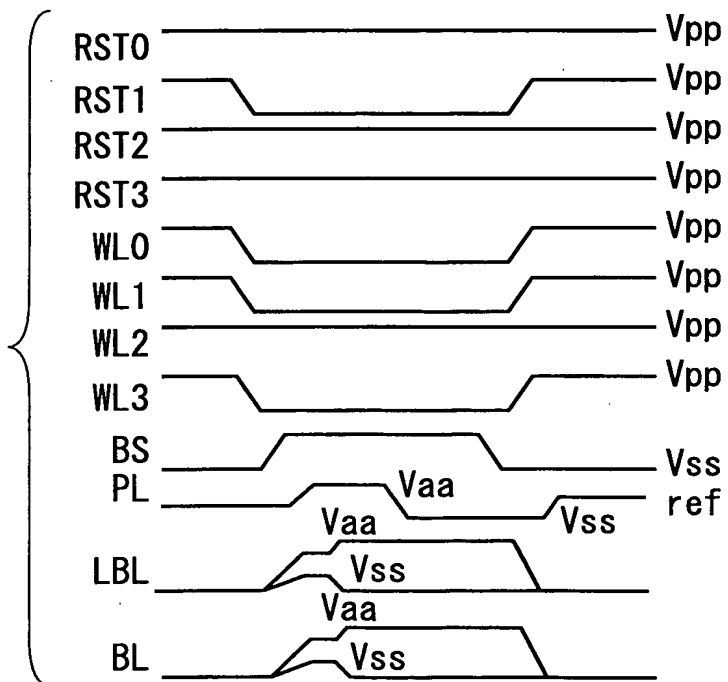 RST0 Vpp
RST1 Vpp
RST2 Vpp
RST3 Vpp
WL0 Vpp
WL1 Vpp
WL2 Vpp
WL3 Vpp
BS Vss
PL Vaa Vss ref
LBL Vaa Vss
BL Vaa Vss